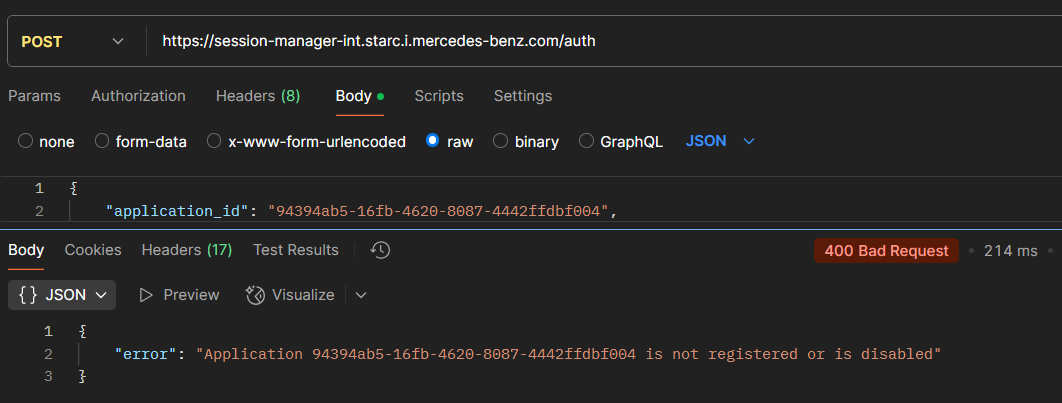 POST https://session-manager-int.starc.i.mercedes-benz.com/auth
Params Authorization Headers (8) Body Scripts Settings
none form-data x-www-form-urlencoded raw binary GraphQL JSON
1 {
2 "application_id": "94394ab5-16fb-4620-8087-4442ffdbf004",
Body Cookies Headers (17) Test Results 400 Bad Request • 214 ms •
{} JSON Preview Visualize
1 {
2 "error": "Application 94394ab5-16fb-4620-8087-4442ffdbf004 is not registered or is disabled"
3 }